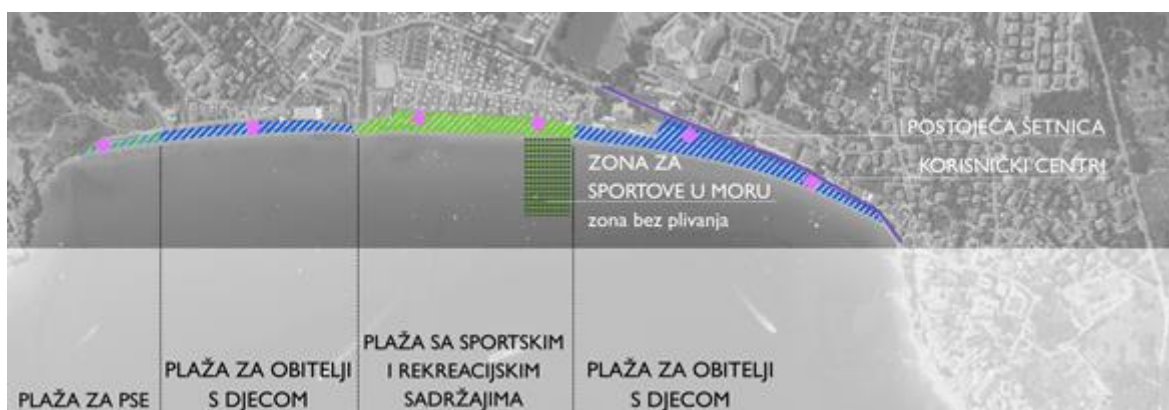 POSTOJEĆA ŠETNICA
KORISNIČKI CENTRI
ZONA ZA
SPORTOVE U MORU
zona bez plivanja
PLAŽA ZA PSE
PLAŽA ZA OBITELJI
S DJECOM
PLAŽA SA SPORTSKIM
I REKREACIJSKIM
SADRŽAJIMA
PLAŽA ZA OBITELJI
S DJECOM